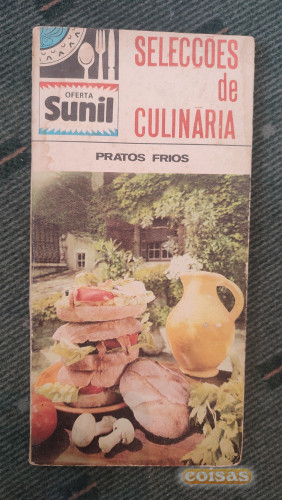 OFERTA
Sunil
SELECCÕES
de
CULINÁRIA
PRATOS FRIOS
coisas